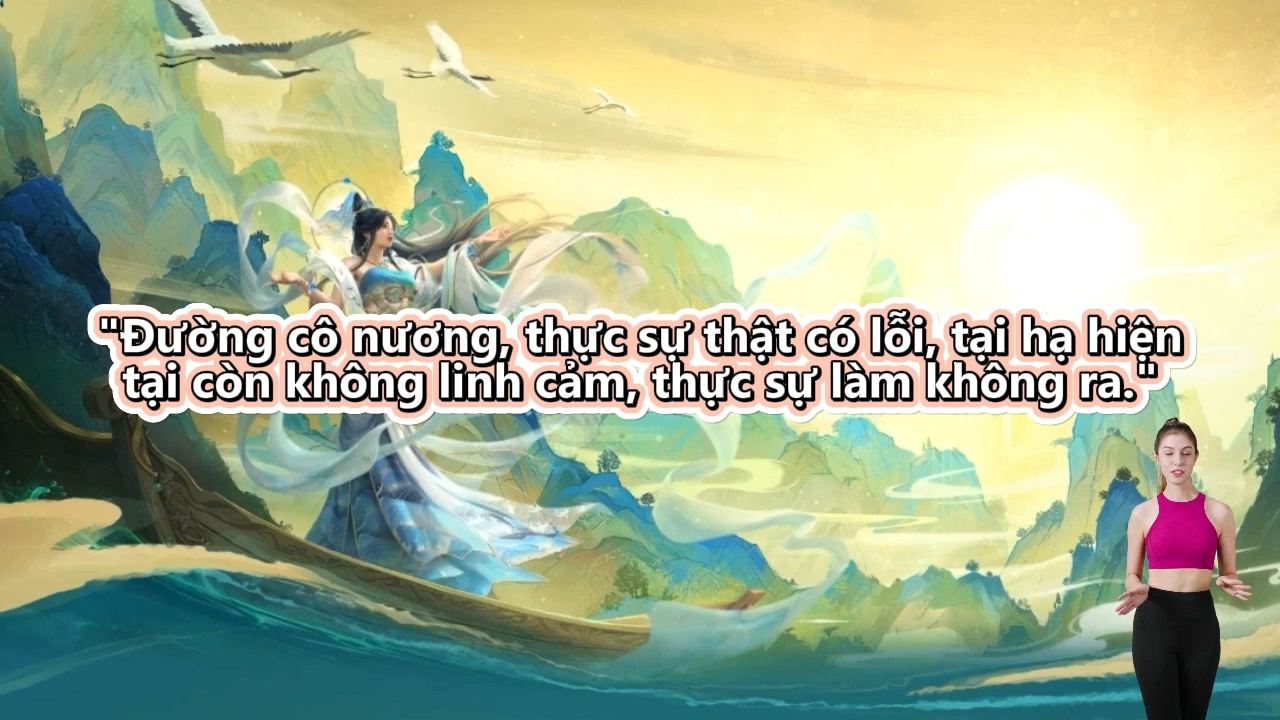 "Đường cô nương, thực sự thật có lỗi, tại hạ hiện
tại còn không linh cảm, thực sự làm không ra."